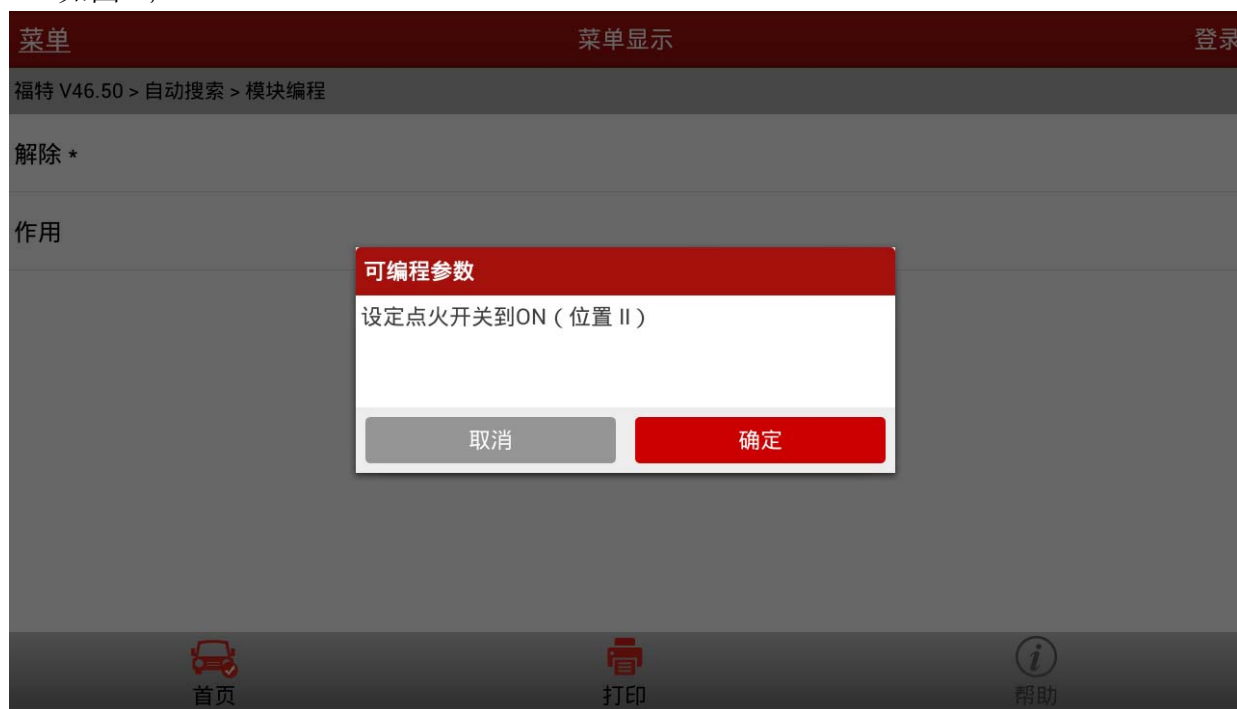 菜单 菜单显示 登录
福特 V46.50 > 自动搜索 > 模块编程
解除 *
作用
可编程参数
设定点火开关到ON（位置 II）
取消 确定
首页 打印 帮助